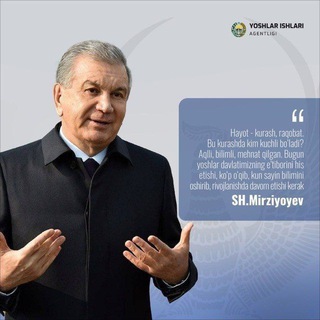 YOSHLAR ISHLARI
AGENTLIGI
“
Hayot - kurash, raqobat.
Bu kurashda kim kuchli bo'ladi?
Aqlli, bilimli, mehnat qilgan. Bugun
yoshlar davlatimizning e'tiborini his
etishi, ko'p o'qib, kun sayin bilimini
oshirib, rivojlanishda davom etishi kerak
SH.Mirziyoyev